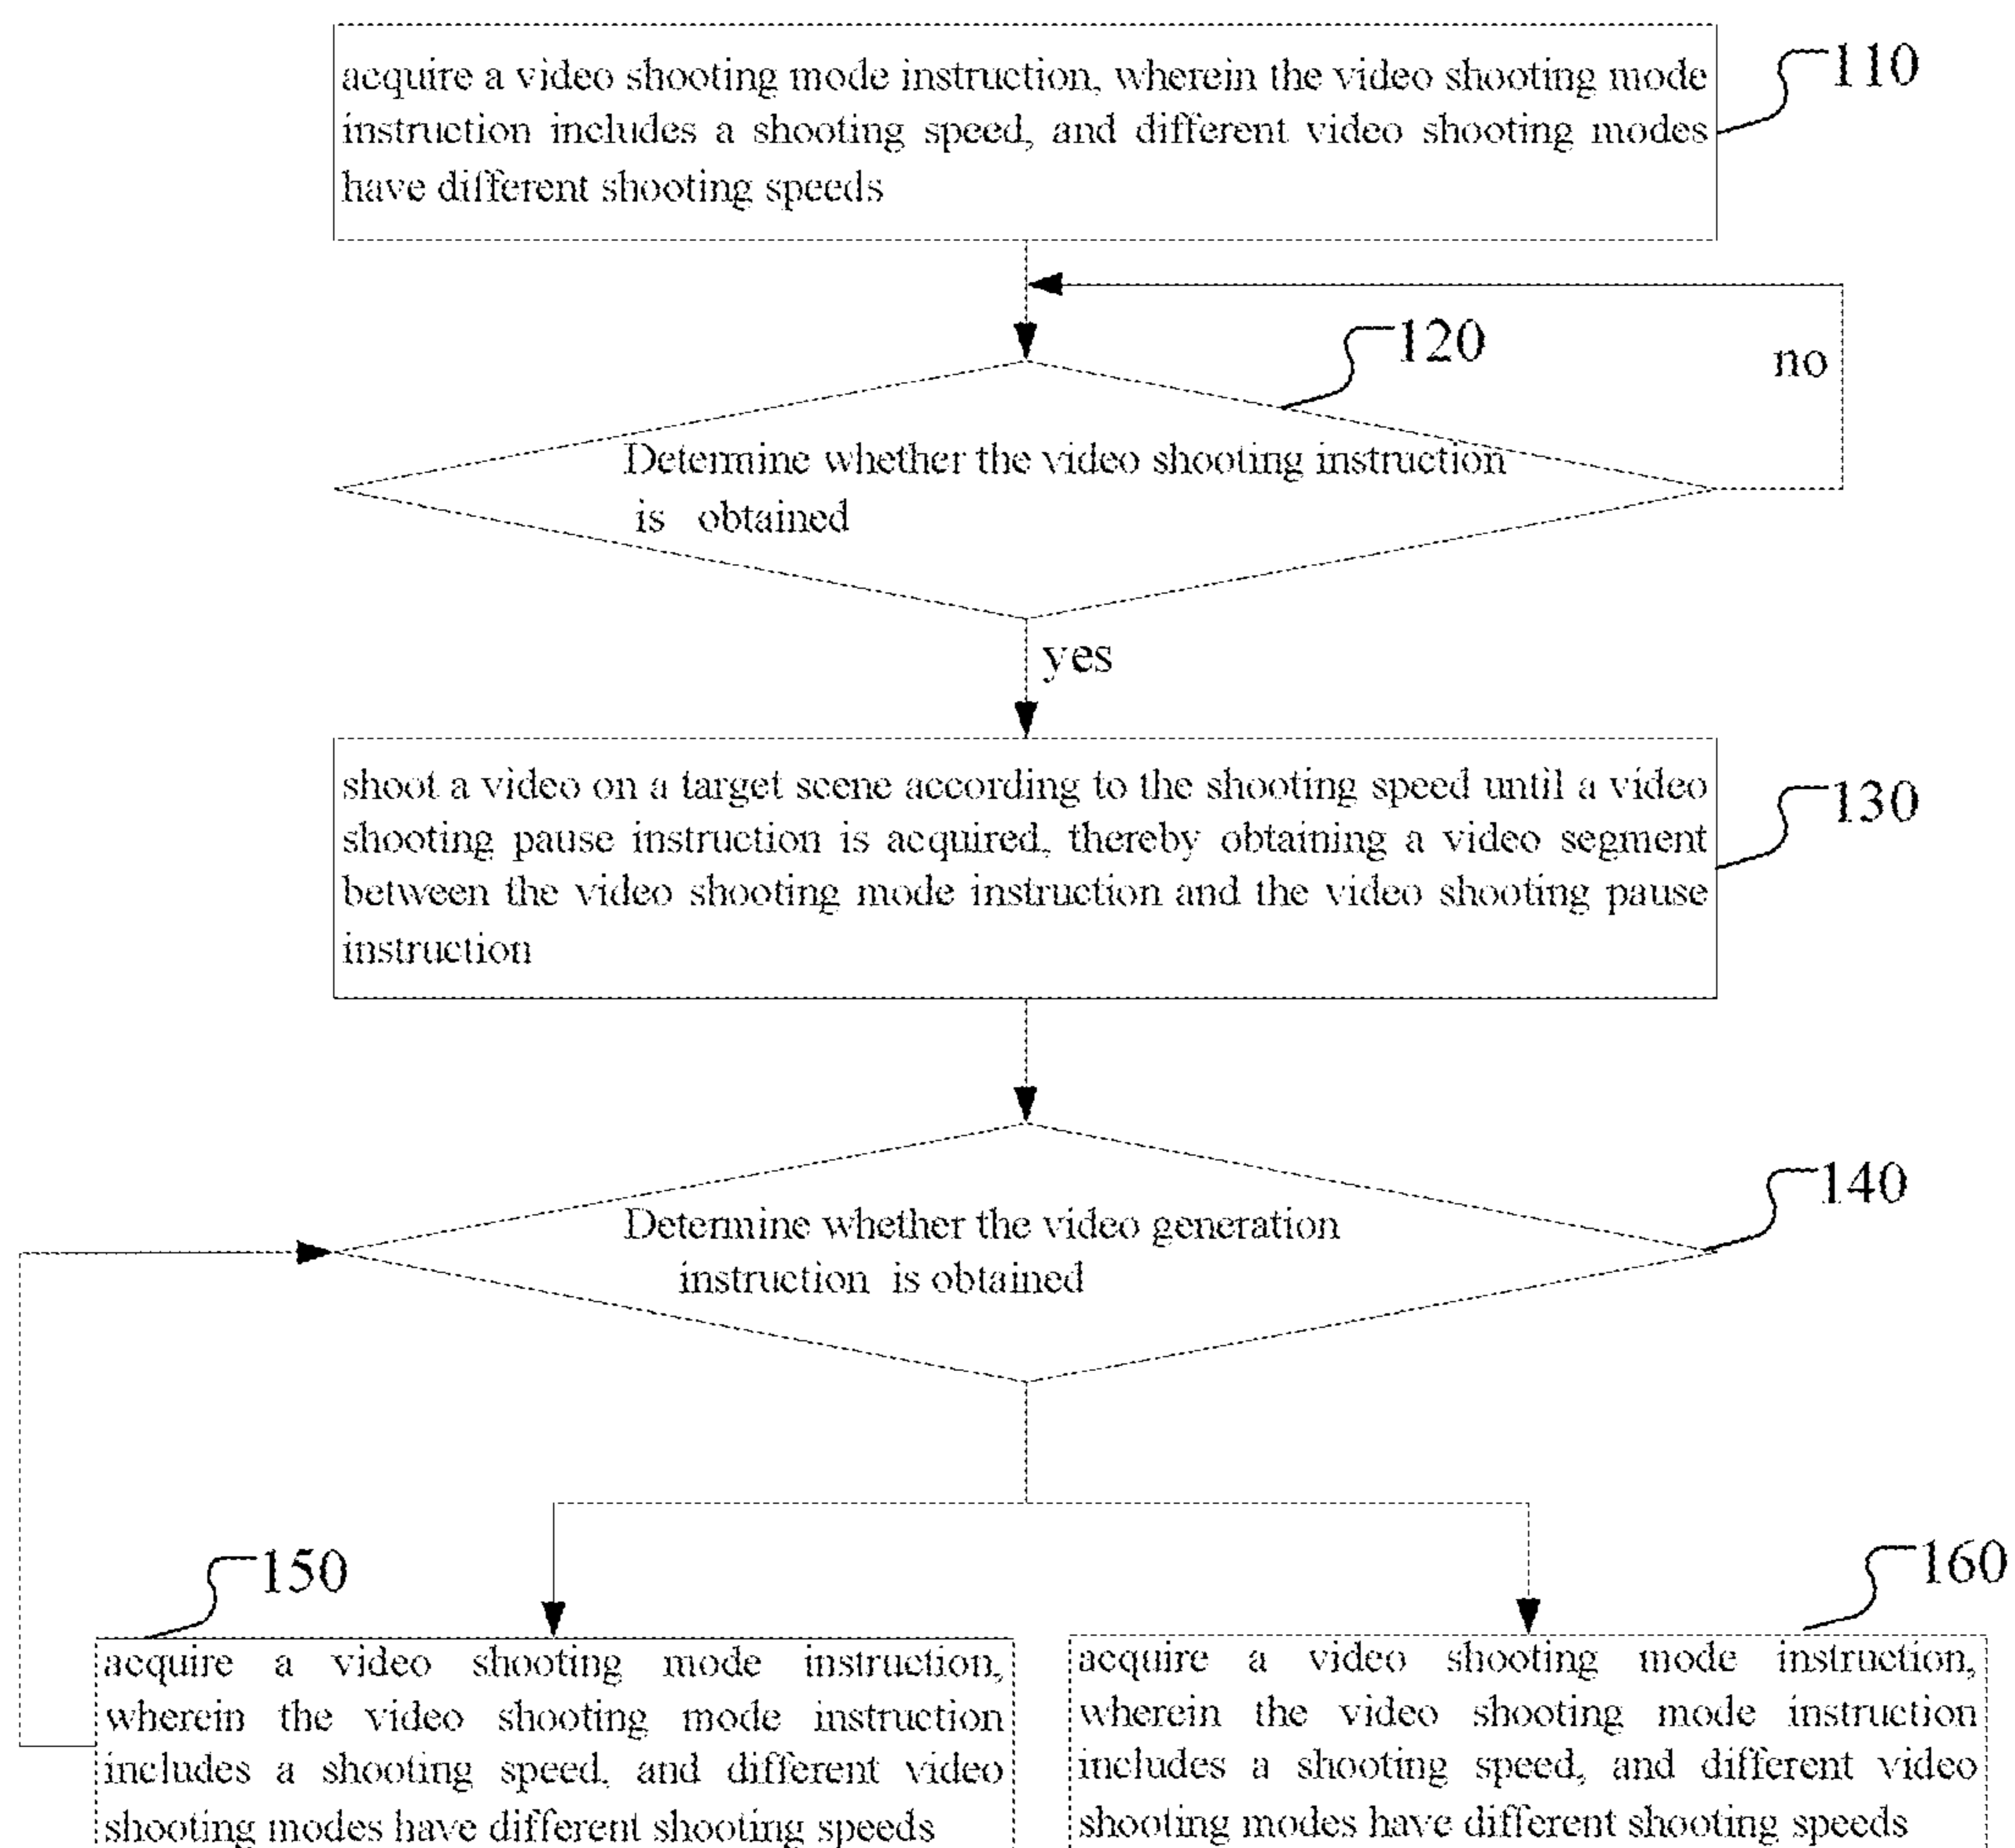 acquire a video shooting mode instruction, wherein the video shooting mode
instruction includes a shooting speed, and different video shooting modes
have different shooting speeds
110
120
no
Determine whether the video shooting instruction
is obtained
yes
shoot a video on a target scene according to the shooting speed until a video
shooting pause instruction is acquired, thereby obtaining a video segment
between the video shooting mode instruction and the video shooting pause
instruction
130
140
Determine whether the video generation
instruction is obtained
150
160
acquire a video shooting mode instruction,
wherein the video shooting mode instruction
includes a shooting speed, and different video
shooting modes have different shooting speeds
acquire a video shooting mode instruction,
wherein the video shooting mode instruction
includes a shooting speed, and different video
shooting modes have different shooting speeds